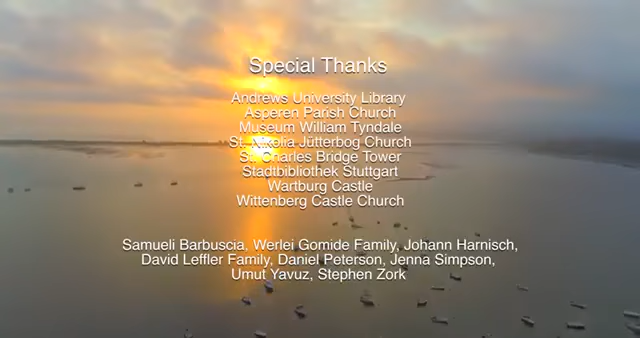 Special Thanks
Andrews University Library
Asperen Parish Church
Museum William Tyndale
St. Nikolia Jütterbog Church
St. Charles Bridge Tower
Stadtbibliothek Stuttgart
Wartburg Castle
Wittenberg Castle Church
Samueli Barbuscia, Werlei Gomide Family, Johann Harnisch,
David Leffler Family, Daniel Peterson, Jenna Simpson,
Umut Yavuz, Stephen Zork